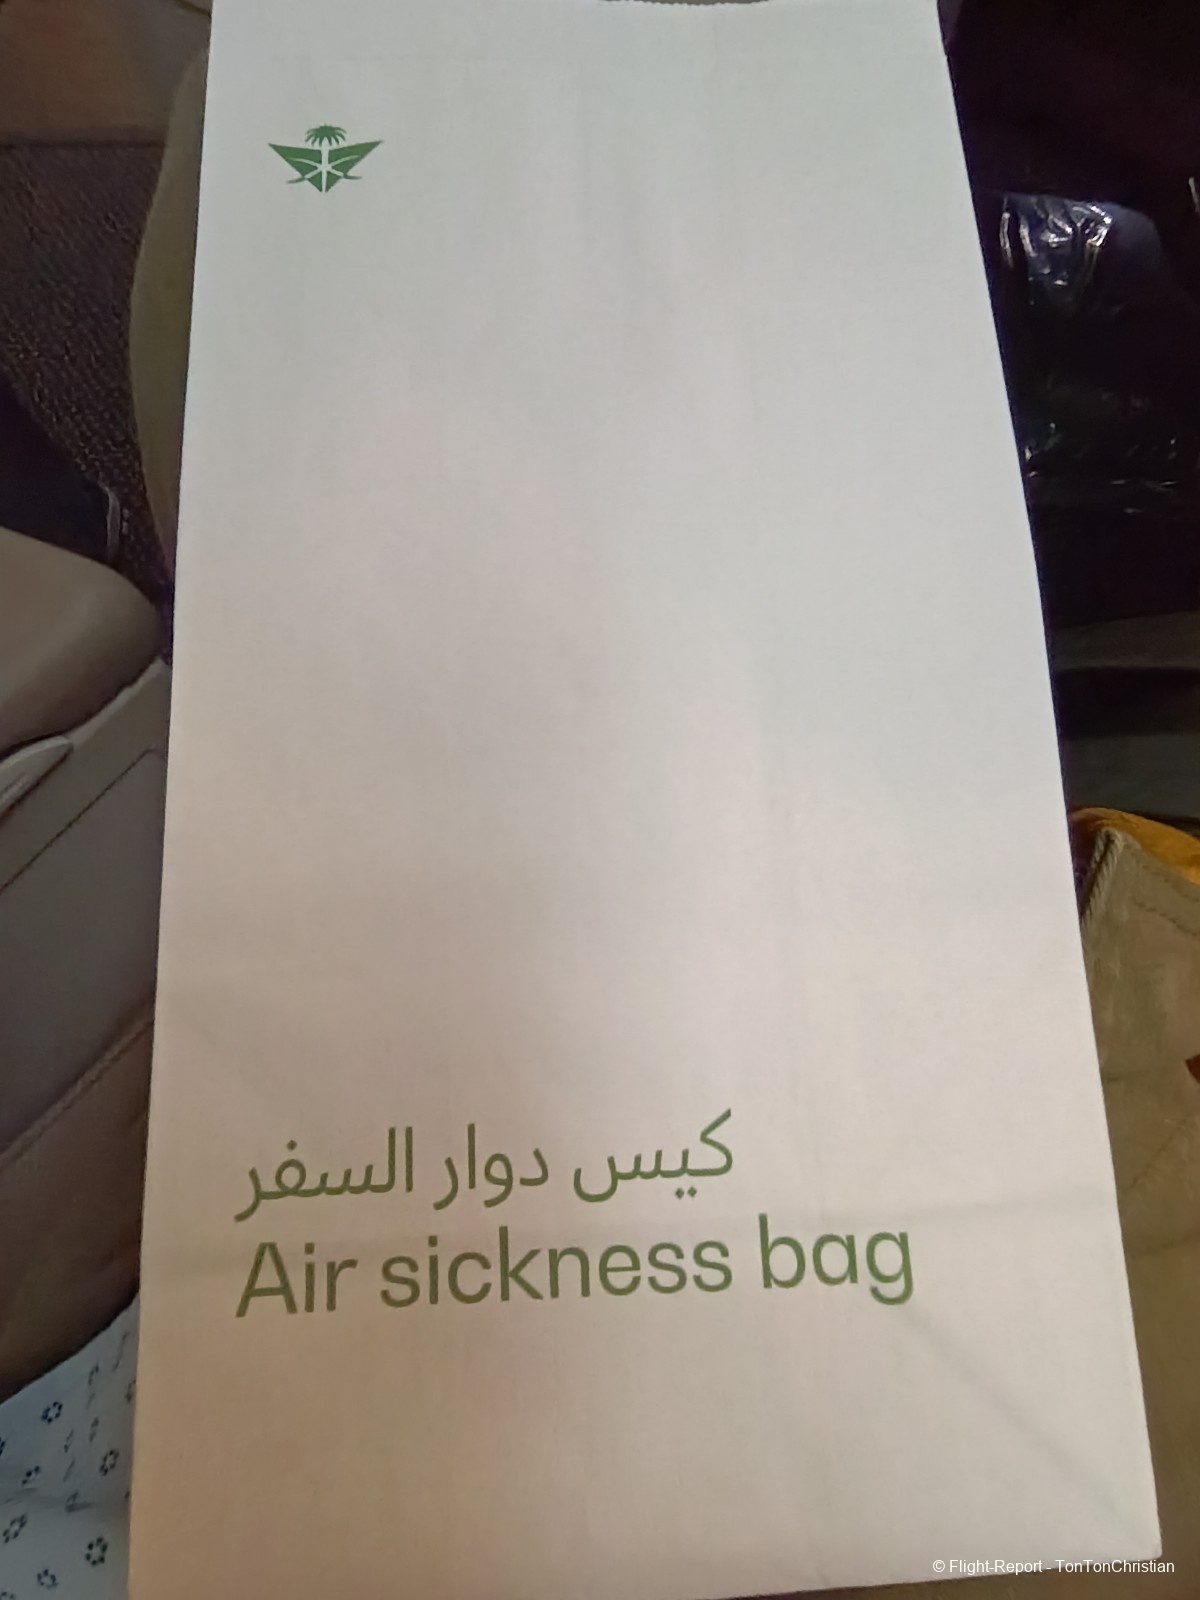 كيس دوار السفر
Air sickness bag
© Flight-Report - TonTonChristian